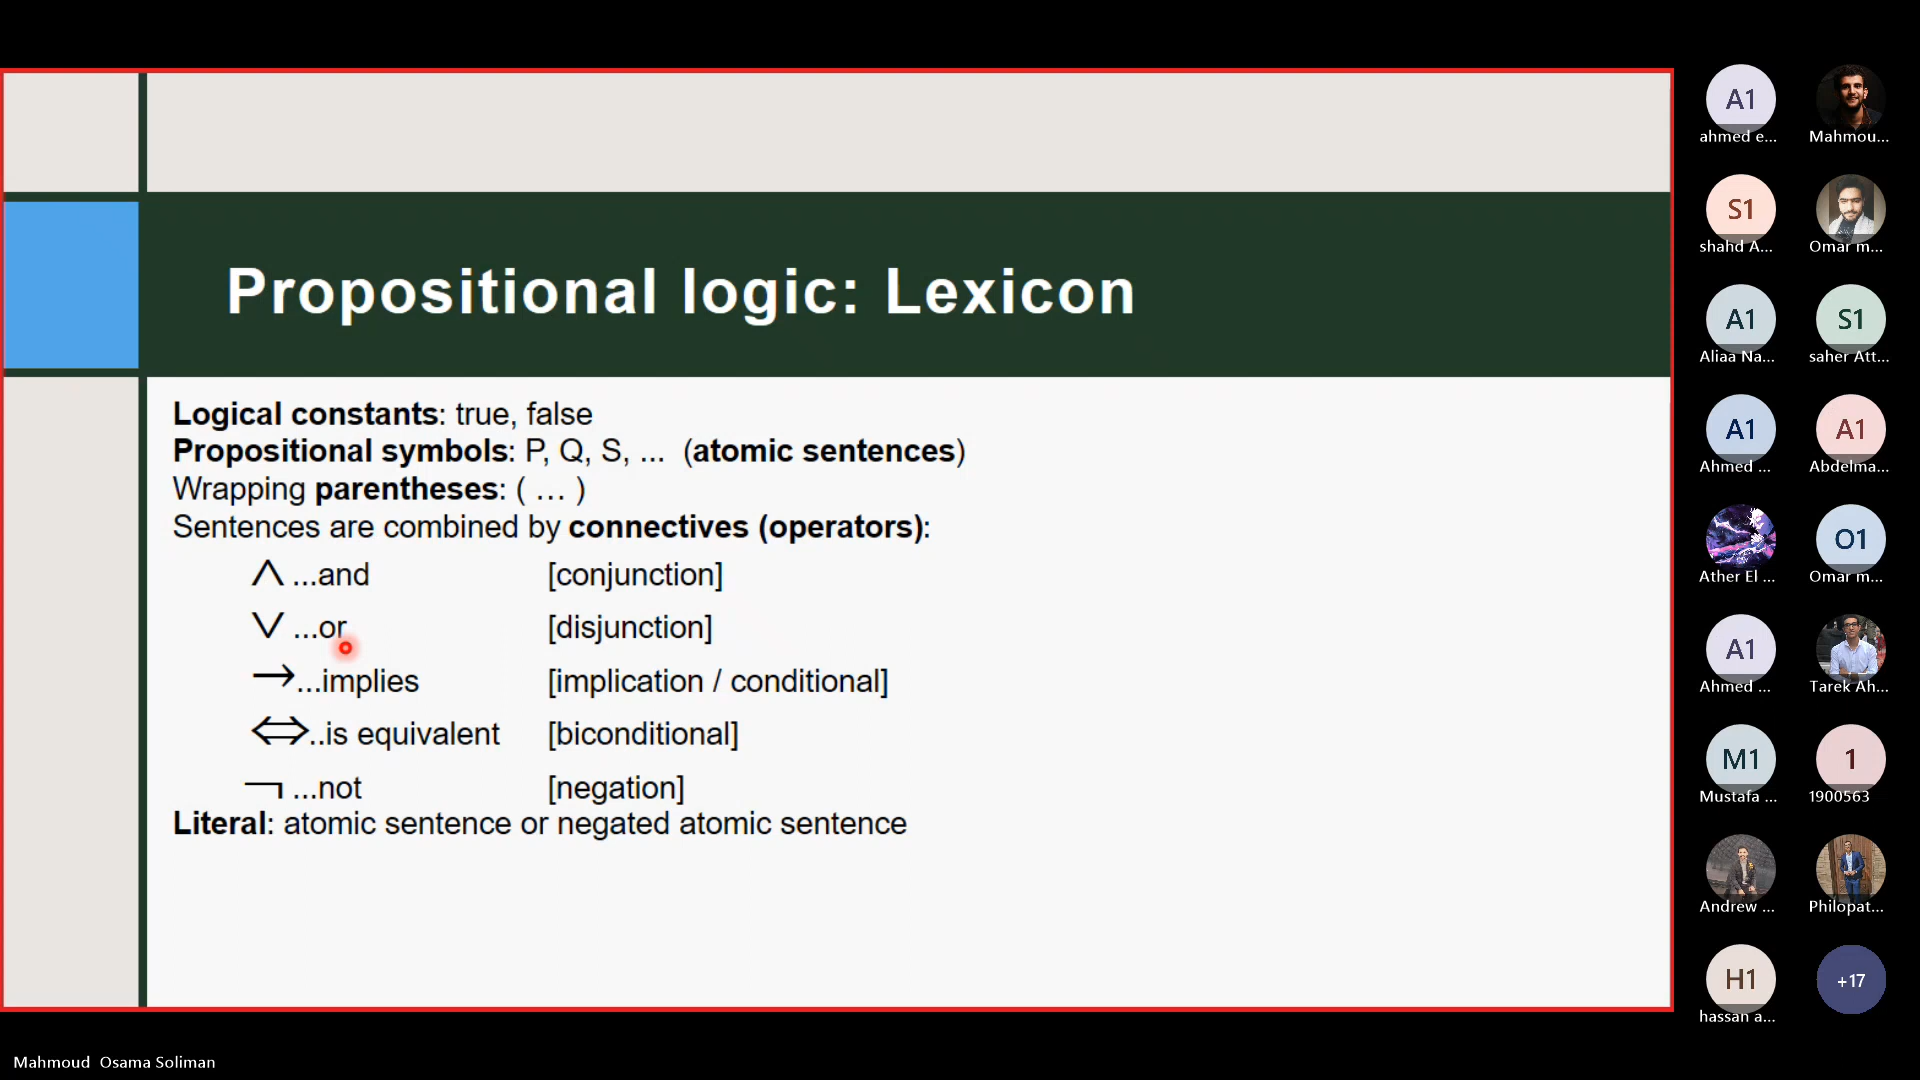 Propositional logic: Lexicon
Logical constants: true, false
Propositional symbols: P, Q, S, ... (atomic sentences)
Wrapping parentheses: ( … )
Sentences are combined by connectives (operators):
∧ ...and [conjunction]
∨ ...or [disjunction]
→...implies [implication / conditional]
⇔..is equivalent [biconditional]
¬ ...not [negation]
Literal: atomic sentence or negated atomic sentence
A1
ahmed e... Mahmou...
S1
shahd A... Omar m...
A1 S1
Aliaa Na... saher Att...
A1 A1
Ahmed ... Abdelma...
O1
Ather El ... Omar m...
A1
Ahmed ... Tarek Ah...
M1 1
Mustafa ... 1900563
Andrew ... Philopat...
H1 +17
hassan a...
Mahmoud Osama Soliman